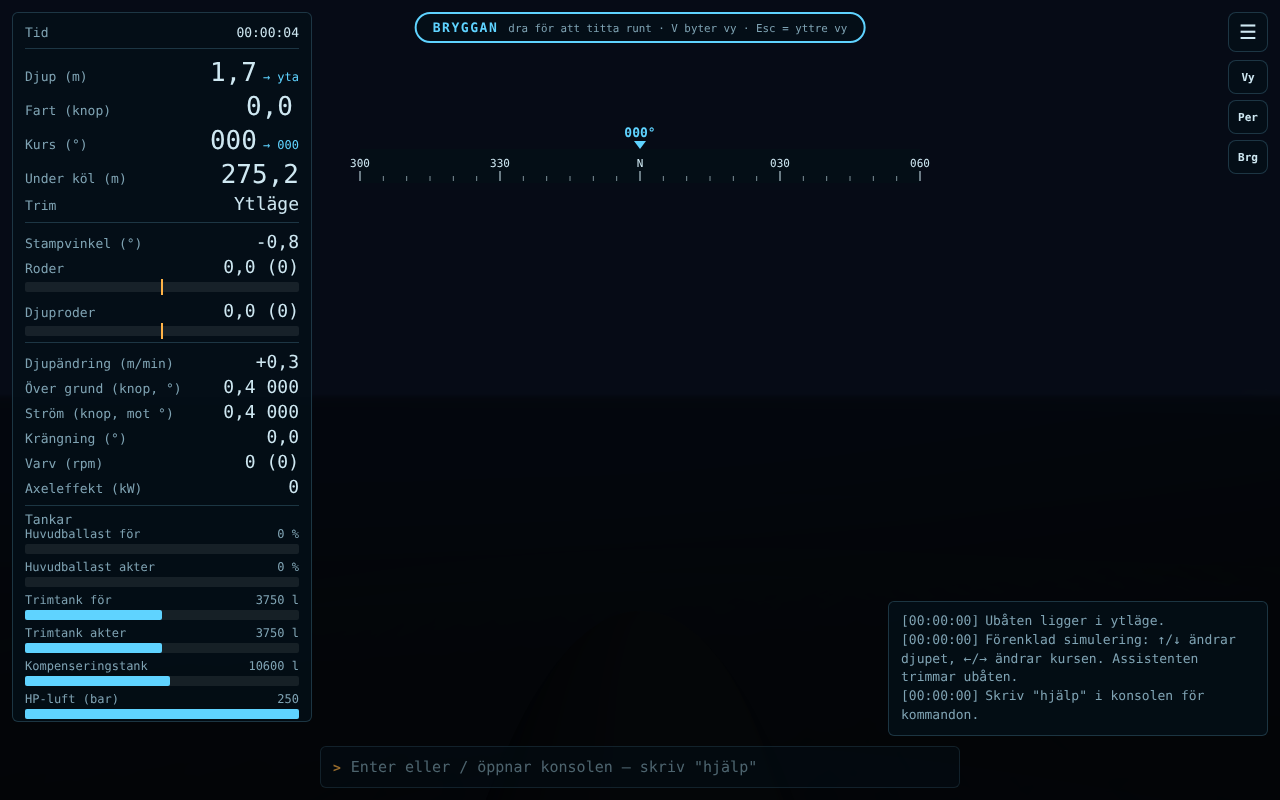 Tid 00:00:04
Djup (m) 1,7 → yta
Fart (knop) 0,0
Kurs (°) 000 → 000
Under köl (m) 275,2
Trim Ytläge
Stampvinkel (°) -0,8
Roder 0,0 (0)
Djuproder 0,0 (0)
Djupändring (m/min) +0,3
Över grund (knop, °) 0,4 000
Ström (knop, mot °) 0,4 000
Krängning (°) 0,0
Varv (rpm) 0 (0)
Axeleffekt (kW) 0
Tankar
Huvudballast för 0 %
Huvudballast akter 0 %
Trimtank för 3750 l
Trimtank akter 3750 l
Kompenseringstank 10600 l
HP-luft (bar) 250
BRYGGAN dra för att titta runt · V byter vy · Esc = yttre vy
000°
300 330 N 030 060
☰
Vy
Per
Brg
[00:00:00] Ubåten ligger i ytläge.
[00:00:00] Förenklad simulering: ↑/↓ ändrar
djupet, ←/→ ändrar kursen. Assistenten
trimmar ubåten.
[00:00:00] Skriv "hjälp" i konsolen för
kommandon.
> Enter eller / öppnar konsolen — skriv "hjälp"